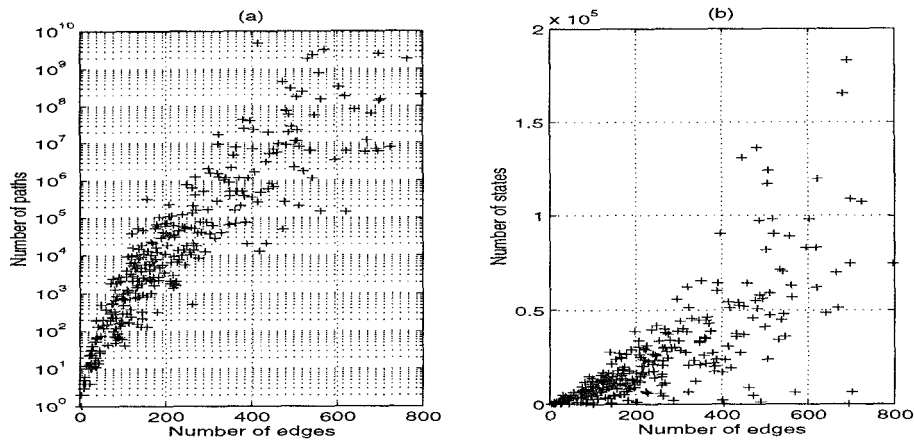 (a)
10^10
10^9
10^8
10^7
10^6
10^5
10^4
10^3
10^2
10^1
10^0
Number of paths
0 200 400 600 800
Number of edges
(b)
2 × 10^5
1.5
1
0.5
0
Number of states
0 200 400 600 800
Number of edges